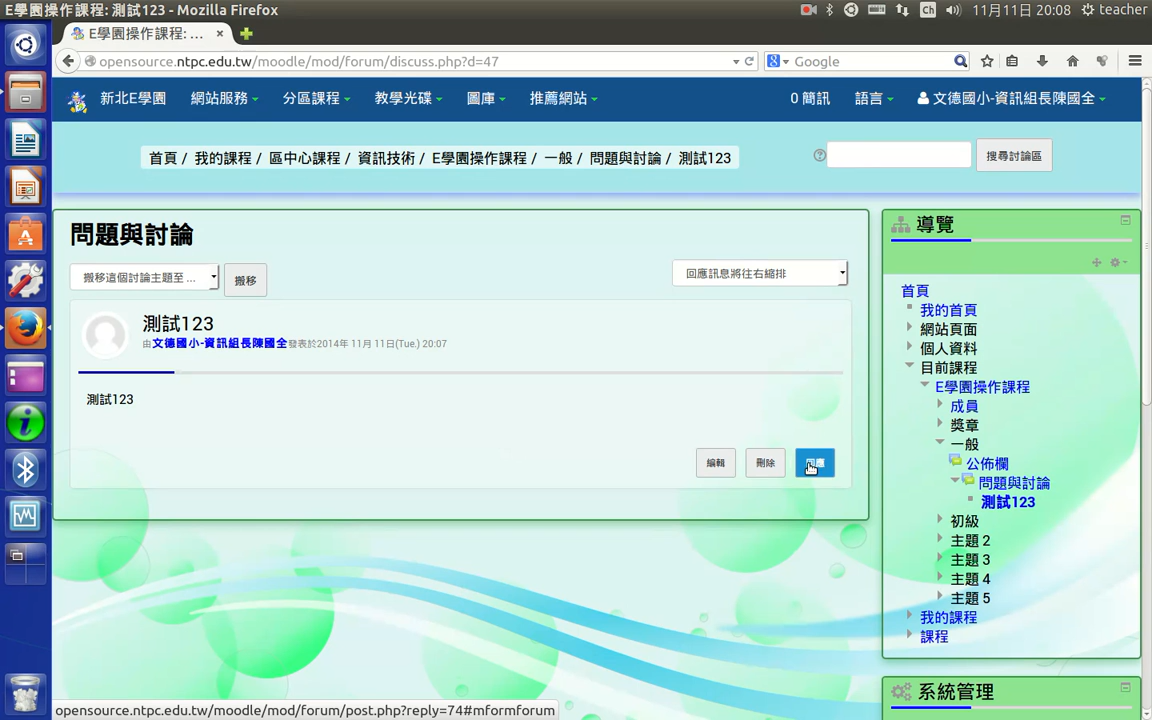 E學園操作課程: 測試123 - Mozilla Firefox
Ch
11月11日 20:08
teacher
E學園操作課程: ...
opensource.ntpc.edu.tw/moodle/mod/forum/discuss.php?d=47
Google
新北E學園 網站服務 分區課程 教學光碟 圖庫 推薦網站 0 簡訊 語言 文德國小-資訊組長陳國全
首頁 / 我的課程 / 區中心課程 / 資訊技術 / E學園操作課程 / 一般 / 問題與討論 / 測試123
搜尋討論區
問題與討論
搬移這個討論主題至 ...
搬移
回應訊息將往右縮排
測試123
由文德國小-資訊組長陳國全發表於2014年 11月 11日(Tue.) 20:07
測試123
編輯 刪除 回應
導覽
首頁
我的首頁
網站頁面
個人資料
目前課程
E學園操作課程
成員
獎章
一般
公佈欄
問題與討論
測試123
初級
主題 2
主題 3
主題 4
主題 5
我的課程
課程
系統管理
opensource.ntpc.edu.tw/moodle/mod/forum/post.php?reply=74#mformforum